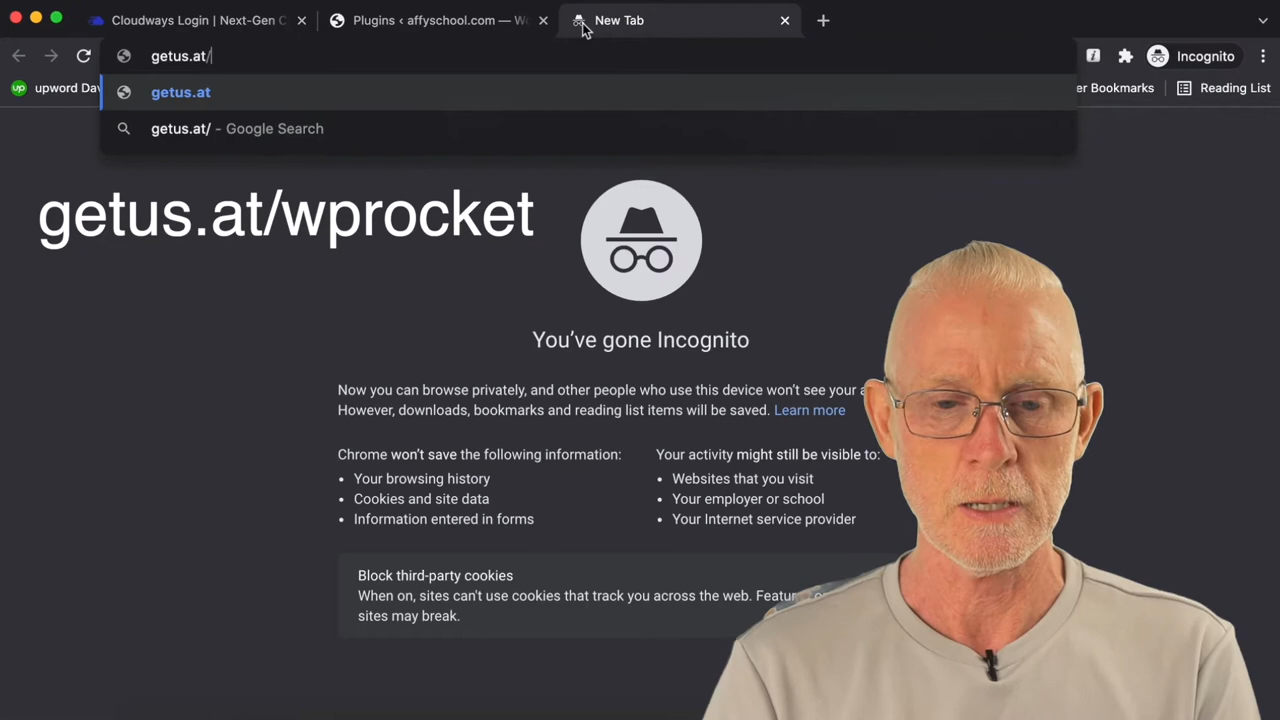 Cloudways Login | Next-Gen C
Plugins ‹ affyschool.com — Wo
New Tab
getus.at/
Incognito
getus.at
getus.at/ - Google Search
up upword Dav
er Bookmarks
Reading List
getus.at/wprocket
You've gone Incognito
Now you can browse privately, and other people who use this device won't see your a
However, downloads, bookmarks and reading list items will be saved. Learn more
Chrome won't save the following information:
• Your browsing history
• Cookies and site data
• Information entered in forms
Your activity might still be visible to:
• Websites that you visit
• Your employer or school
• Your Internet service provider
Block third-party cookies
When on, sites can't use cookies that track you across the web. Featu
sites may break.